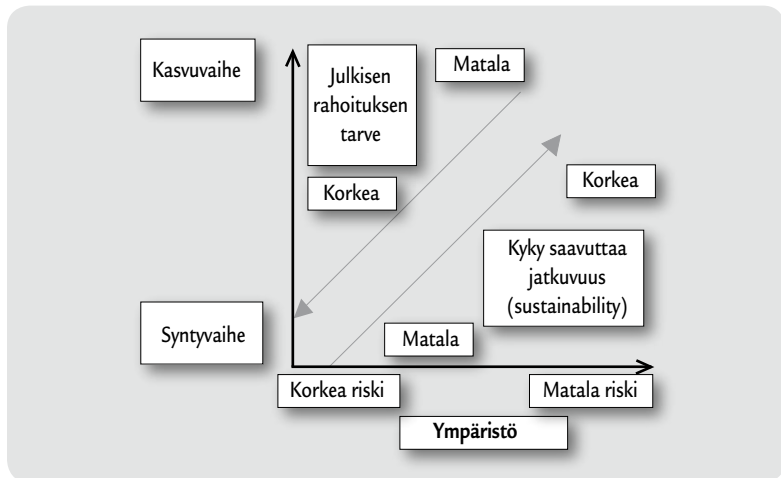 Kasvuvaihe
Julkisen
rahoituksen
tarve
Matala
Korkea
Korkea
Kyky saavuttaa
jatkuvuus
(sustainability)
Syntyvaihe
Matala
Korkea riski
Matala riski
Ympäristö